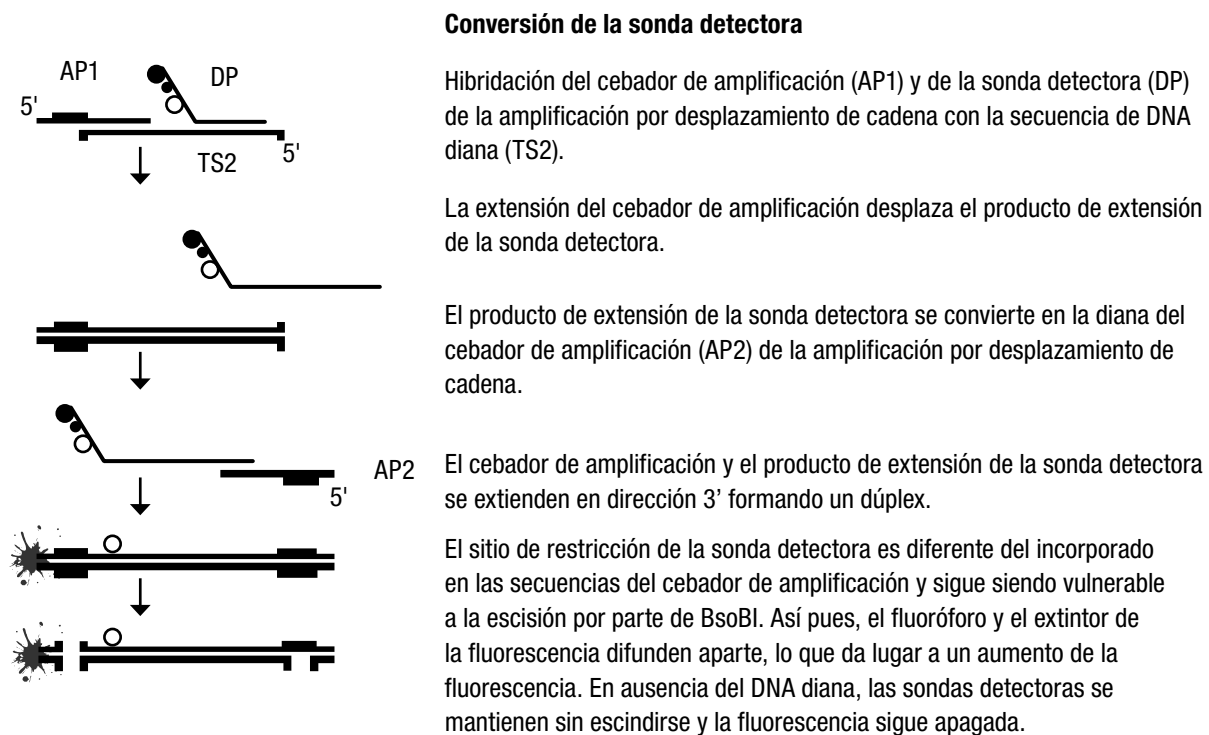 Conversión de la sonda detectora
AP1
DP
5'
TS2
5'
Hibridación del cebador de amplificación (AP1) y de la sonda detectora (DP)
de la amplificación por desplazamiento de cadena con la secuencia de DNA
diana (TS2).
La extensión del cebador de amplificación desplaza el producto de extensión
de la sonda detectora.
El producto de extensión de la sonda detectora se convierte en la diana del
cebador de amplificación (AP2) de la amplificación por desplazamiento de
cadena.
AP2
5'
El cebador de amplificación y el producto de extensión de la sonda detectora
se extienden en dirección 3’ formando un dúplex.
El sitio de restricción de la sonda detectora es diferente del incorporado
en las secuencias del cebador de amplificación y sigue siendo vulnerable
a la escisión por parte de BsoBI. Así pues, el fluoróforo y el extintor de
la fluorescencia difunden aparte, lo que da lugar a un aumento de la
fluorescencia. En ausencia del DNA diana, las sondas detectoras se
mantienen sin escindirse y la fluorescencia sigue apagada.